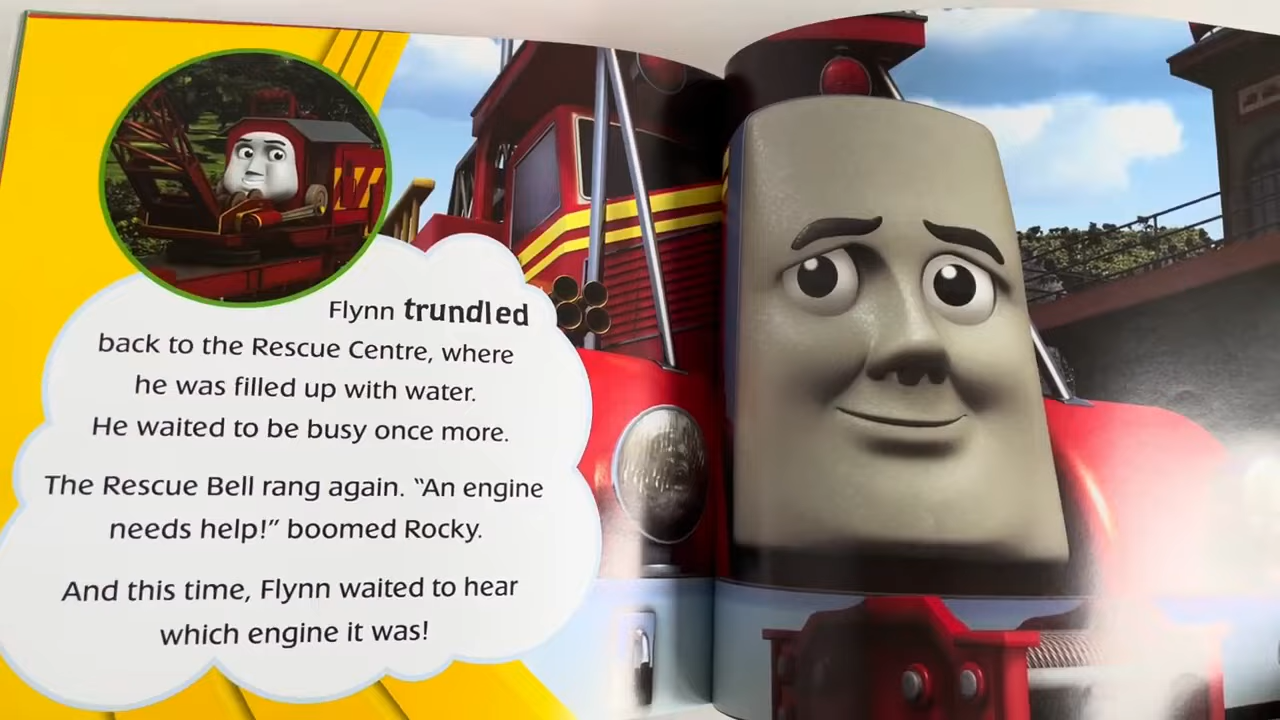 Flynn trundled
back to the Rescue Centre, where
he was filled up with water.
He waited to be busy once more.
The Rescue Bell rang again. “An engine
needs help!” boomed Rocky.
And this time, Flynn waited to hear
which engine it was!